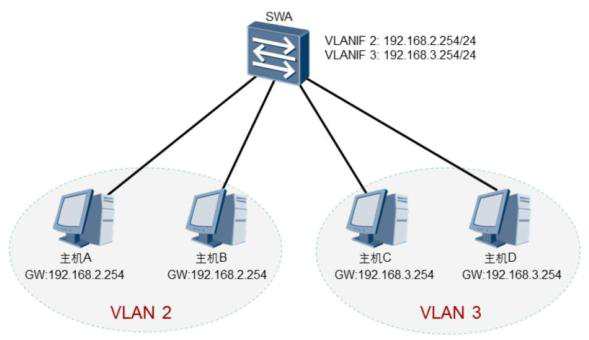 SWA
VLANIF 2: 192.168.2.254/24
VLANIF 3: 192.168.3.254/24
主机A
GW:192.168.2.254
主机B
GW:192.168.2.254
主机C
GW:192.168.3.254
主机D
GW:192.168.3.254
VLAN 2
VLAN 3